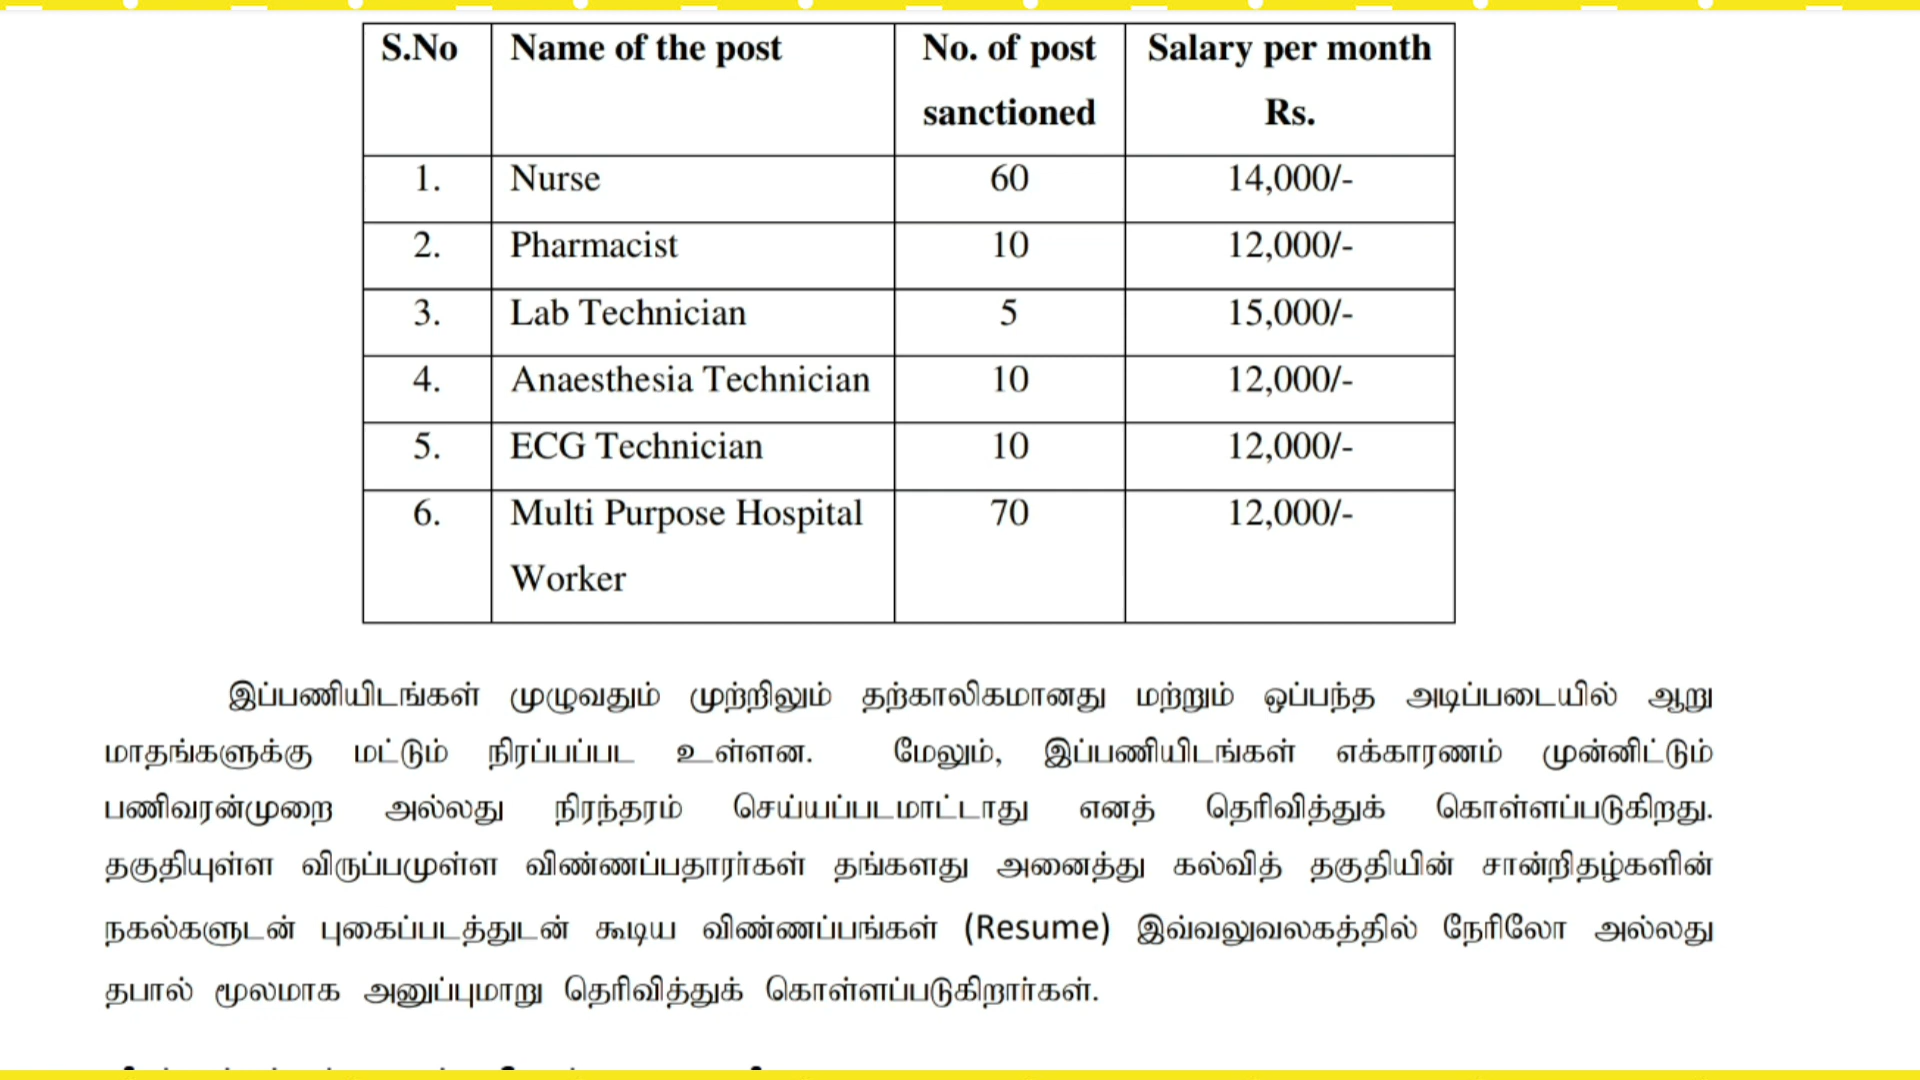 S.No Name of the post No. of post sanctioned Salary per month Rs.
1. Nurse 60 14,000/-
2. Pharmacist 10 12,000/-
3. Lab Technician 5 15,000/-
4. Anaesthesia Technician 10 12,000/-
5. ECG Technician 10 12,000/-
6. Multi Purpose Hospital Worker 70 12,000/-
இப்பணியிடங்கள் முழுவதும் முற்றிலும் தற்காலிகமானது மற்றும் ஒப்பந்த அடிப்படையில் ஆறு
மாதங்களுக்கு மட்டும் நிரப்பப்பட உள்ளன. மேலும், இப்பணியிடங்கள் எக்காரணம் முன்னிட்டும்
பணிவரன்முறை அல்லது நிரந்தரம் செய்யப்படமாட்டாது எனத் தெரிவித்துக் கொள்ளப்படுகிறது.
தகுதியுள்ள விருப்பமுள்ள விண்ணப்பதாரர்கள் தங்களது அனைத்து கல்வித் தகுதியின் சான்றிதழ்களின்
நகல்களுடன் புகைப்படத்துடன் கூடிய விண்ணப்பங்கள் (Resume) இவ்வலுவலகத்தில் நேரிலோ அல்லது
தபால் மூலமாக அனுப்புமாறு தெரிவித்துக் கொள்ளப்படுகிறார்கள்.